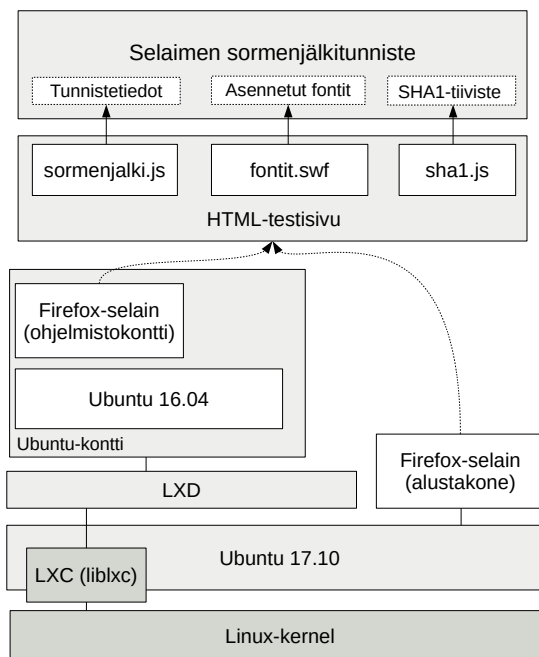 Selaimen sormenjälkitunniste
Tunnistetiedot
Asennetut fontit
SHA1-tiiviste
sormenjalki.js
fontit.swf
sha1.js
HTML-testisivu
Firefox-selain
(ohjelmistokontti)
Ubuntu 16.04
Ubuntu-kontti
Firefox-selain
(alustakone)
LXD
Ubuntu 17.10
LXC (liblxc)
Linux-kernel